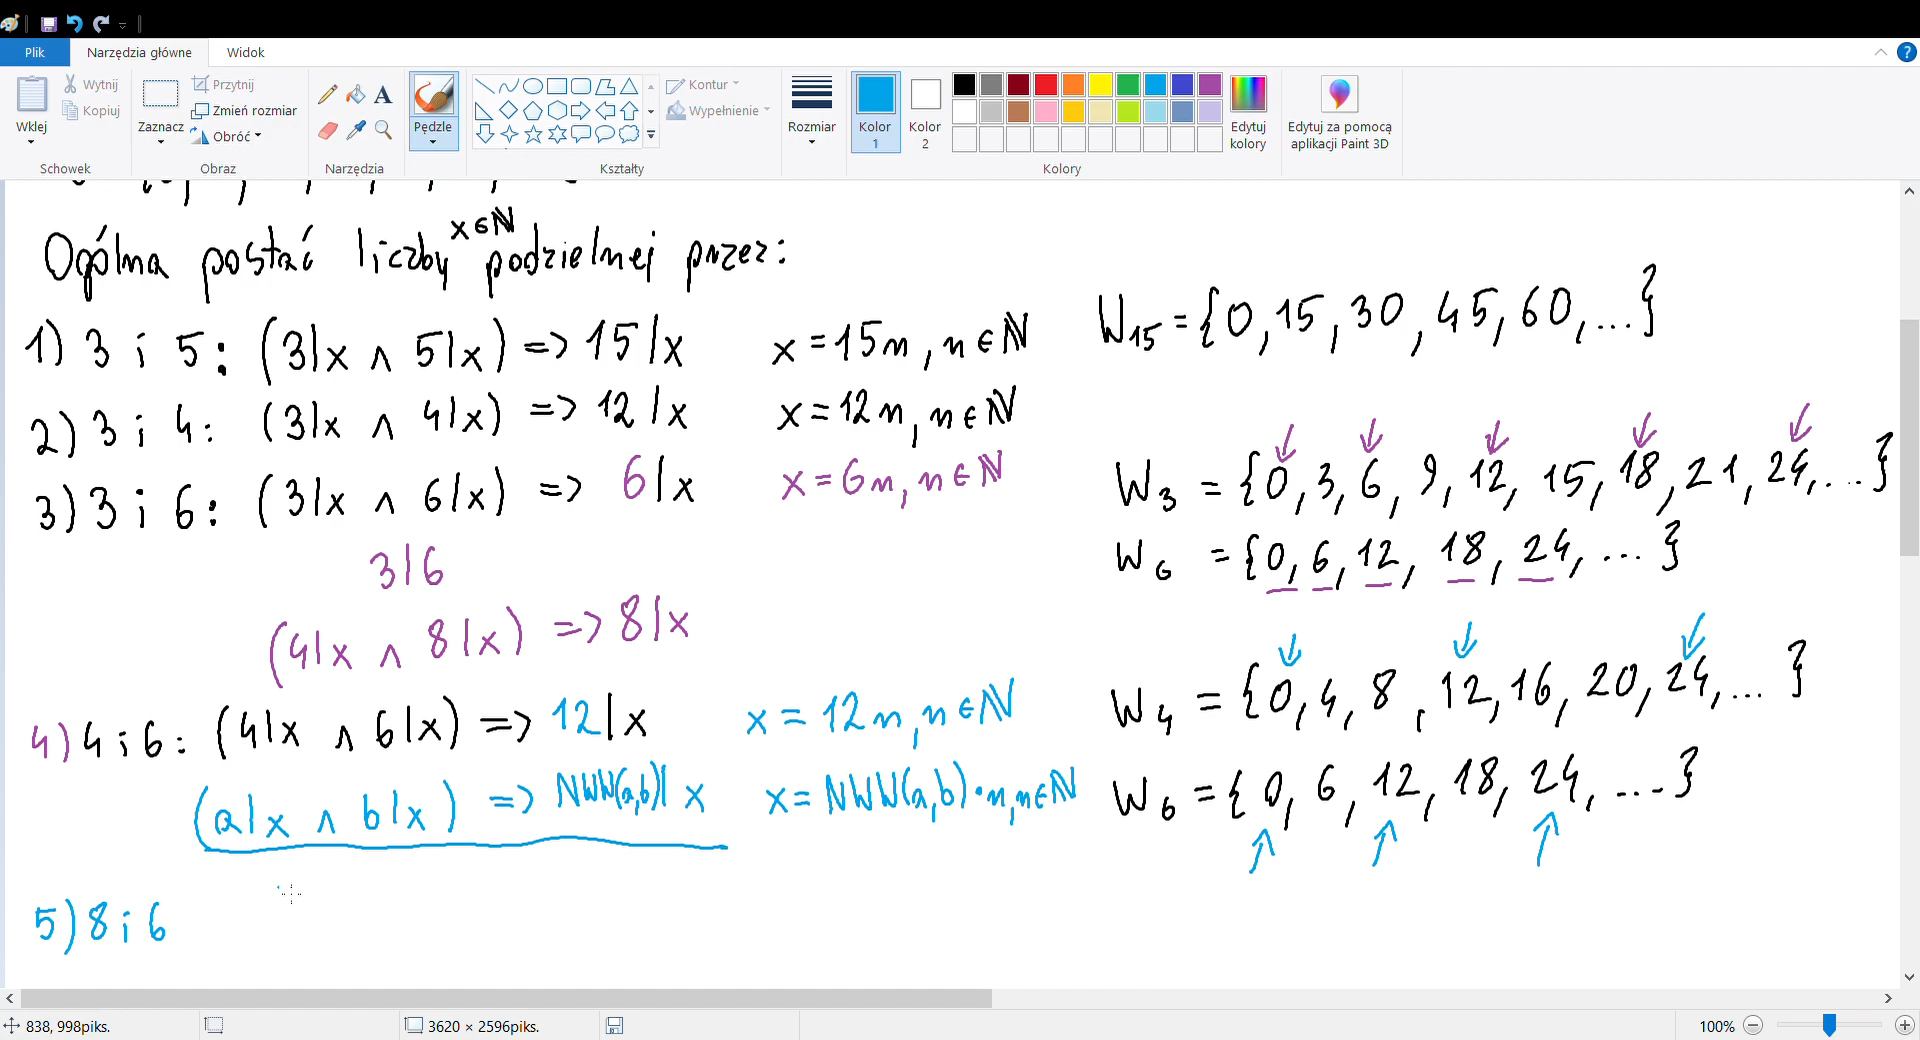 Plik Narzędzia główne Widok
Wklej
Wytnij
Kopiuj
Schowek
Zaznacz
Przytnij
Zmień rozmiar
Obróć
Obraz
Narzędzia
Pędzle
Kształty
Kontur
Wypełnienie
Rozmiar
Kolor 1
Kolor 2
Kolory
Edytuj kolory
Edytuj za pomocą aplikacji Paint 3D
Ogólna postać liczby x∈ℕ podzielnej przez:
1) 3 i 5: (3|x ∧ 5|x) => 15|x x = 15n, n∈ℕ
2) 3 i 4: (3|x ∧ 4|x) => 12|x x = 12n, n∈ℕ
3) 3 i 6: (3|x ∧ 6|x) => 6|x x = 6n, n∈ℕ
3|6
(4|x ∧ 8|x) => 8|x
4) 4 i 6: (4|x ∧ 6|x) => 12|x x = 12n, n∈ℕ
(a|x ∧ b|x) => NWW(a,b)|x x = NWW(a,b)·n, n∈ℕ
5) 8 i 6
W15 = {0, 15, 30, 45, 60, ...}
W3 = {0, 3, 6, 9, 12, 15, 18, 21, 24, ...}
W6 = {0, 6, 12, 18, 24, ...}
W4 = {0, 4, 8, 12, 16, 20, 24, ...}
W6 = {0, 6, 12, 18, 24, ...}
838, 998piks. 3620 × 2596piks. 100%